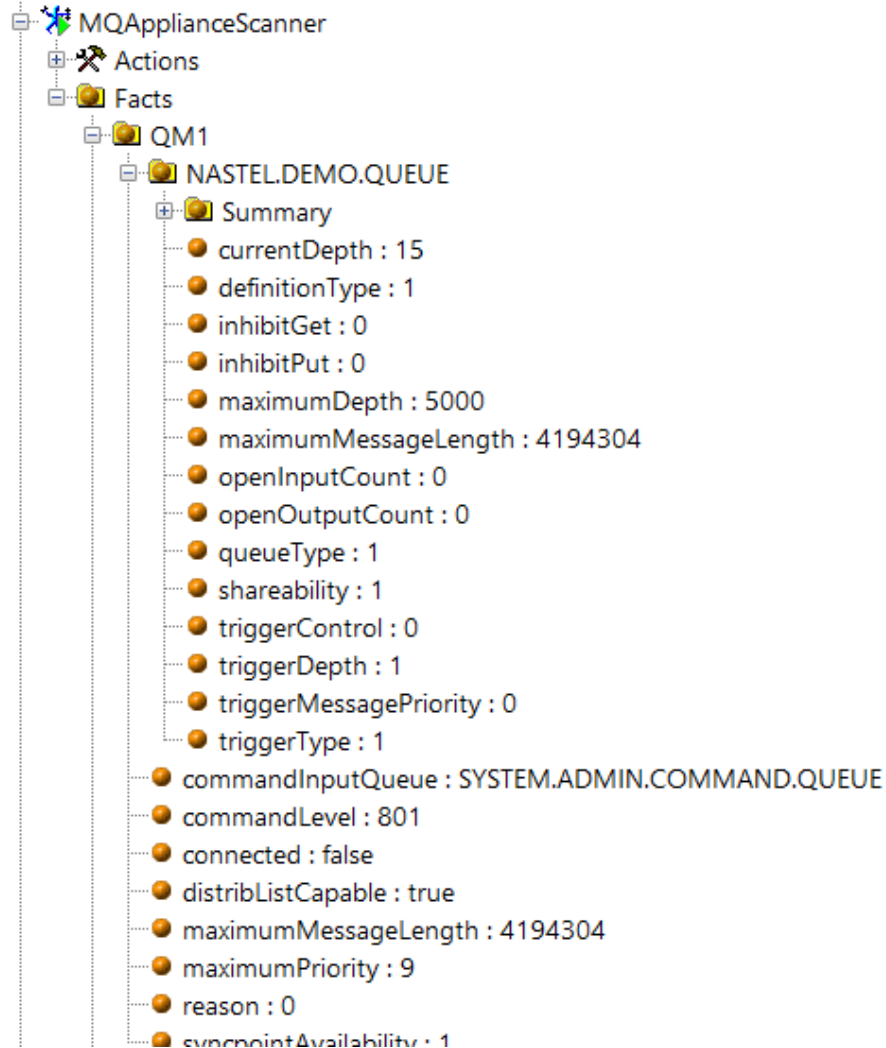 MQApplianceScanner
Actions
Facts
QM1
NASTEL.DEMO.QUEUE
Summary
currentDepth : 15
definitionType : 1
inhibitGet : 0
inhibitPut : 0
maximumDepth : 5000
maximumMessageLength : 4194304
openInputCount : 0
openOutputCount : 0
queueType : 1
shareability : 1
triggerControl : 0
triggerDepth : 1
triggerMessagePriority : 0
triggerType : 1
commandInputQueue : SYSTEM.ADMIN.COMMAND.QUEUE
commandLevel : 801
connected : false
distribListCapable : true
maximumMessageLength : 4194304
maximumPriority : 9
reason : 0
syncpointAvailability : 1